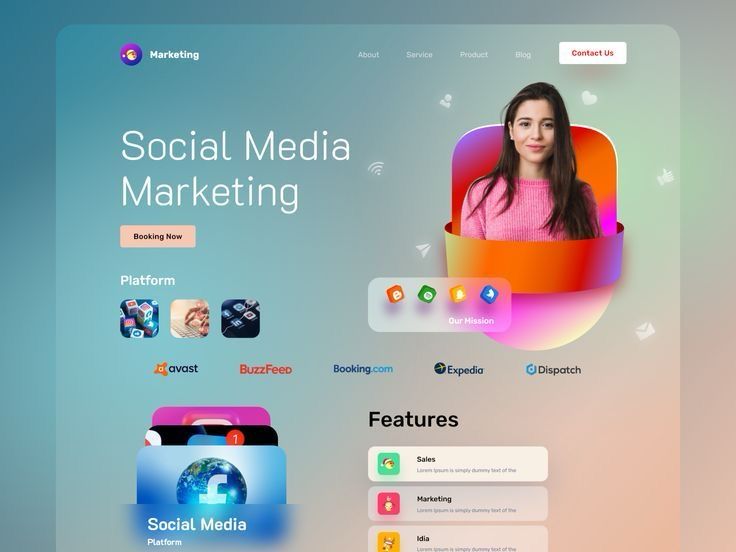 Marketing
About
Service
Product
Blog
Contact Us
Social Media
Marketing
Booking Now
Platform
Our Mission
avast
BuzzFeed
Booking.com
Expedia
Dispatch
Features
1
Sales
Lorem Ipsum is simply dummy text of the
Marketing
Lorem Ipsum is simply dummy text of the
Idia
Lorem Ipsum is simply dummy text of the
Social Media
Platform